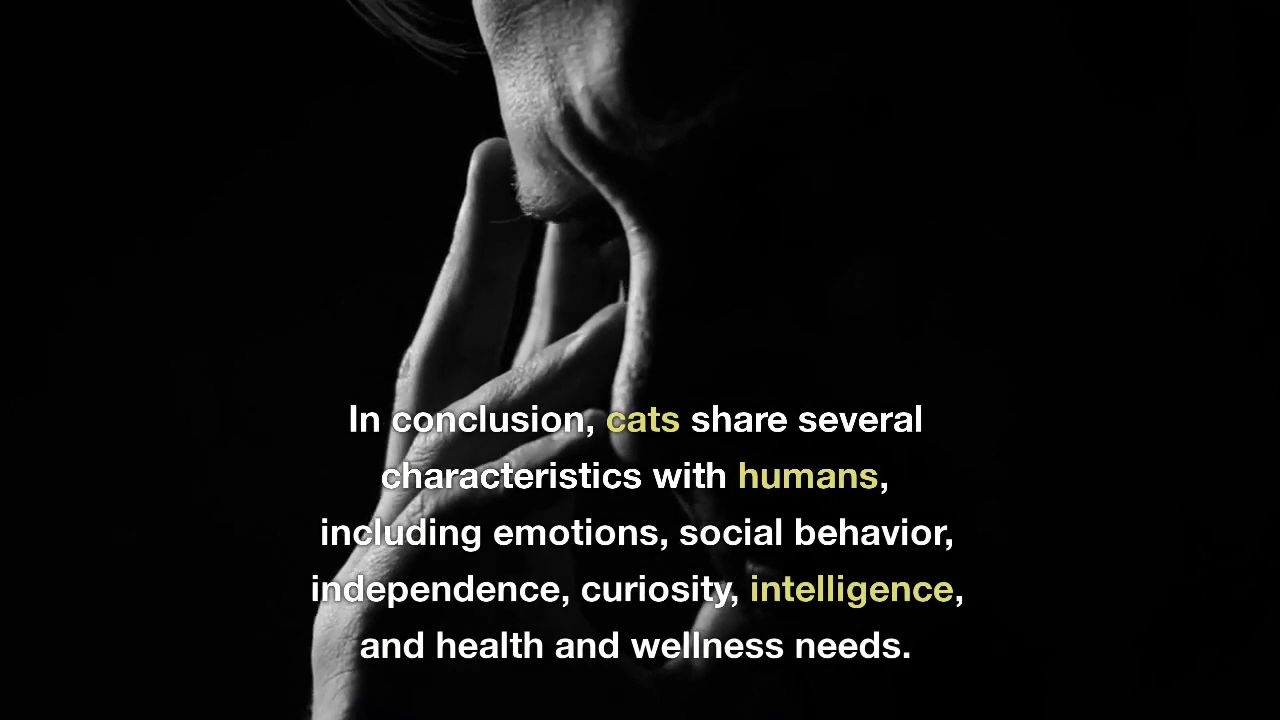 In conclusion, cats share several
characteristics with humans,
including emotions, social behavior,
independence, curiosity, intelligence,
and health and wellness needs.